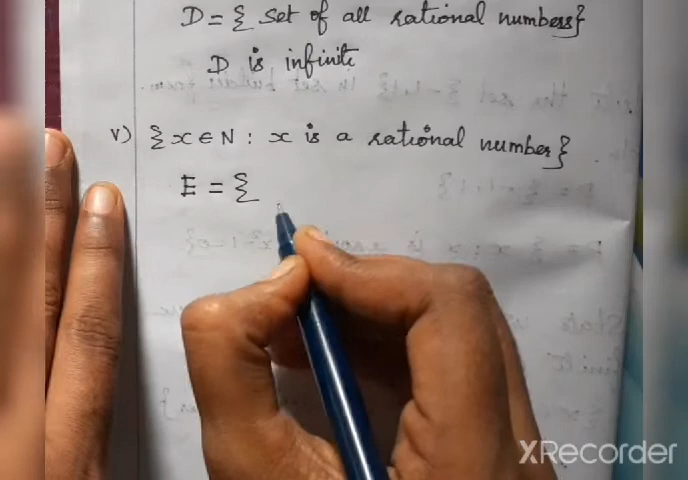 D = { set of all rational numbers}
D is infinite
v) {x ∈ N : x is a rational number}
E = {
XRecorder